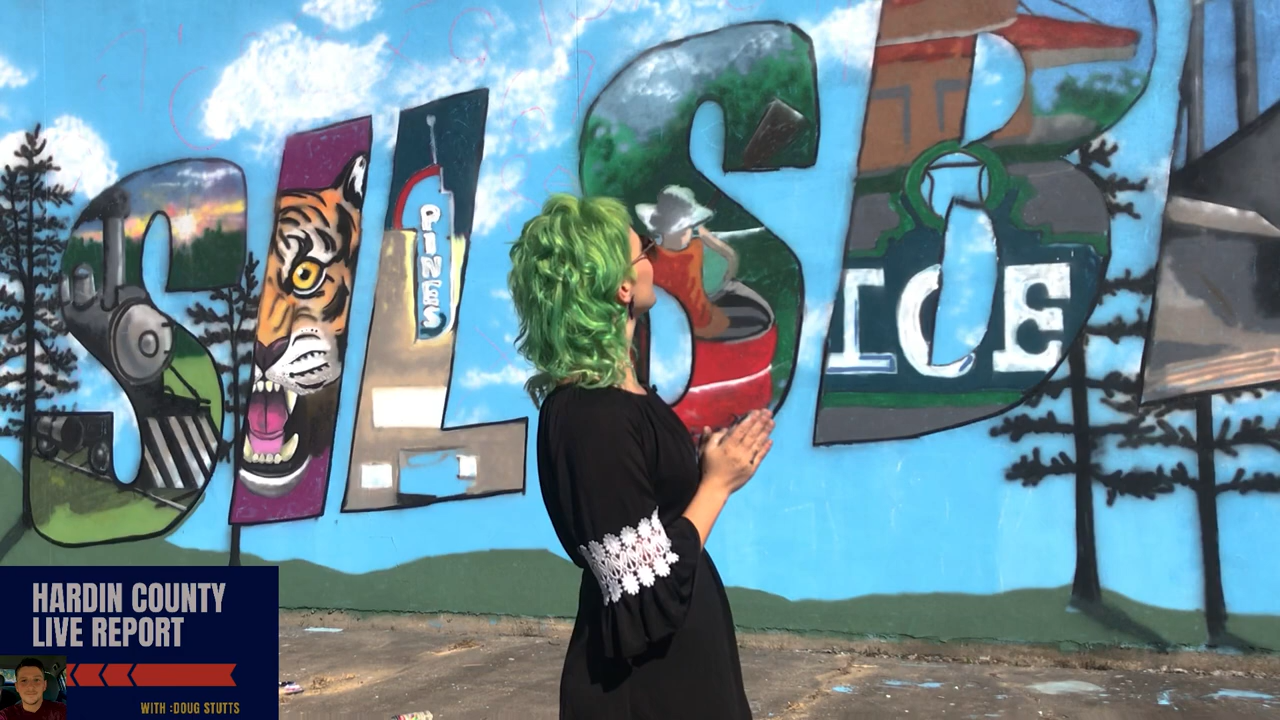 SILSB
PINES
ICE
HARDIN COUNTY
LIVE REPORT
WITH :DOUG STUTTS